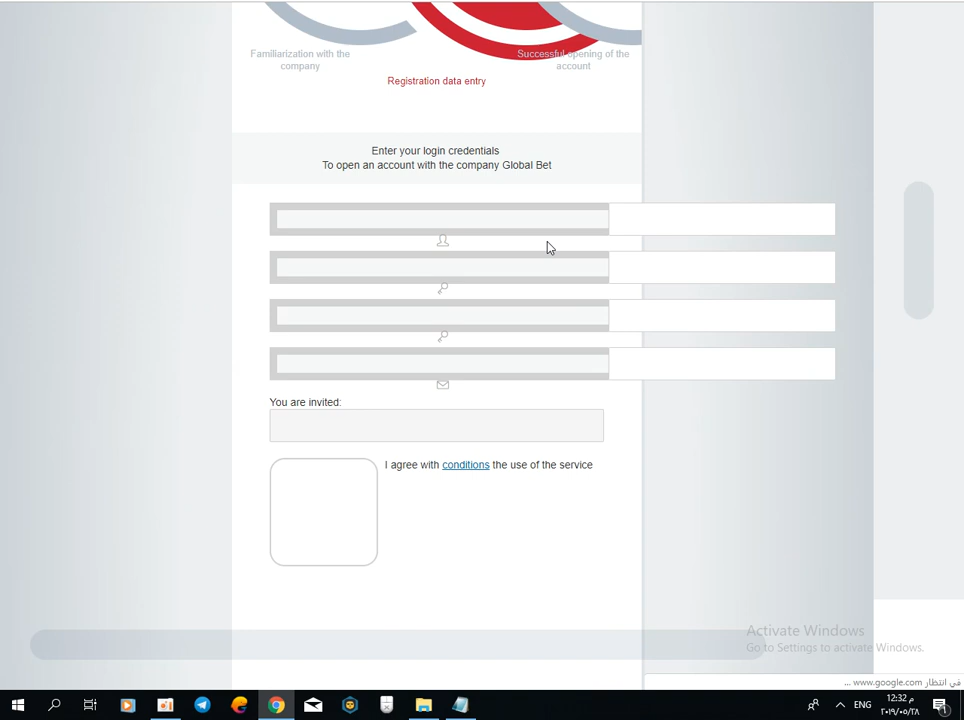 Familiarization with the
company
Successful opening of the
account
Registration data entry
Enter your login credentials
To open an account with the company Global Bet
You are invited:
I agree with conditions the use of the service
Activate Windows
Go to Settings to activate Windows.
في انتظار www.google.com ...
ENG
12:32 م
٢٠١٩/٠٥/٢٨